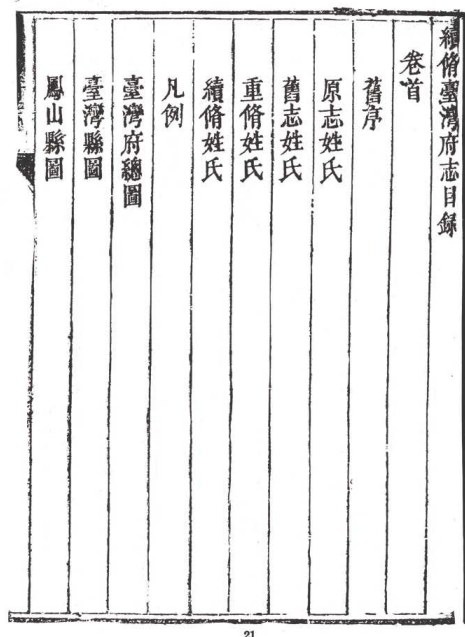 續脩臺灣府志目錄
卷首
舊序
原志姓氏
舊志姓氏
重脩姓氏
續脩姓氏
凡例
臺灣府總圖
臺灣縣圖
鳳山縣圖
21